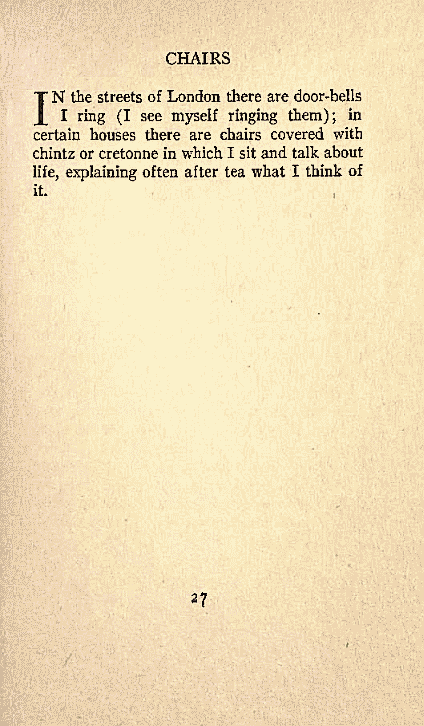 CHAIRS
IN the streets of London there are door-bells
I ring (I see myself ringing them); in
certain houses there are chairs covered with
chintz or cretonne in which I sit and talk about
life, explaining often after tea what I think of
it.
27